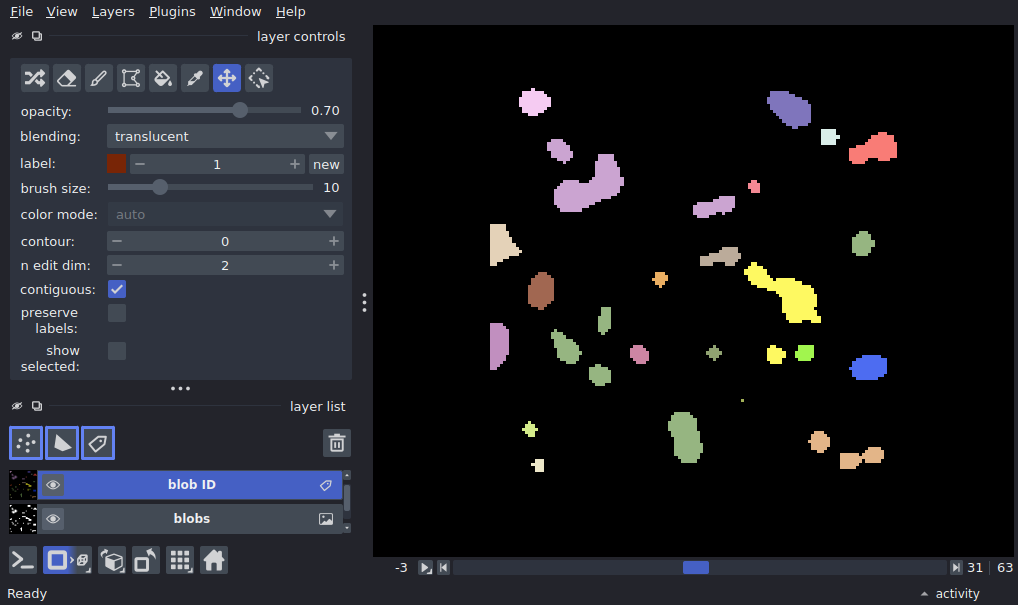 File View Layers Plugins Window Help
layer controls
opacity: 0.70
blending: translucent
label: 1 new
brush size: 10
color mode: auto
contour: 0
n edit dim: 2
contiguous:
preserve
labels:
show
selected:
layer list
blob ID
blobs
-3 31 63
Ready activity